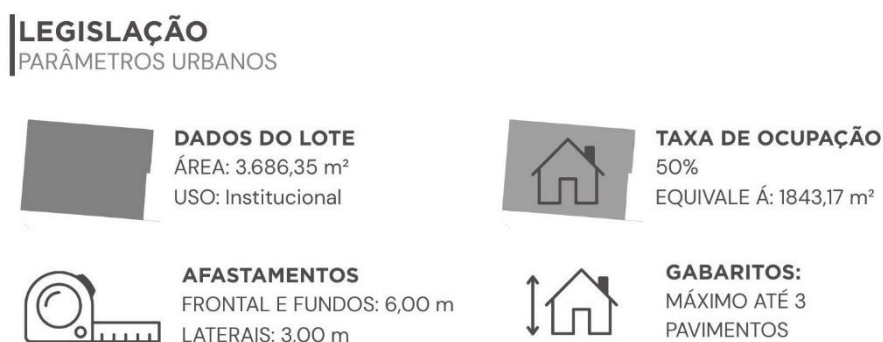 LEGISLAÇÃO
PARÂMETROS URBANOS
DADOS DO LOTE
ÁREA: 3.686,35 m²
USO: Institucional
TAXA DE OCUPAÇÃO
50%
EQUIVALE Á: 1843,17 m²
AFASTAMENTOS
FRONTAL E FUNDOS: 6,00 m
LATERAIS: 3,00 m
GABARITOS:
MÁXIMO ATÉ 3
PAVIMENTOS